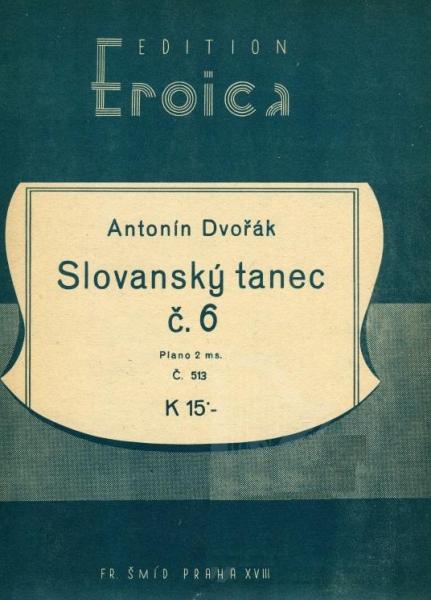 EDITION
Eroica
Antonín Dvořák
Slovanský tanec
č. 6
Piano 2 ms.
Č. 513
K 15·-
FR. ŠMÍD PRAHA XVIII